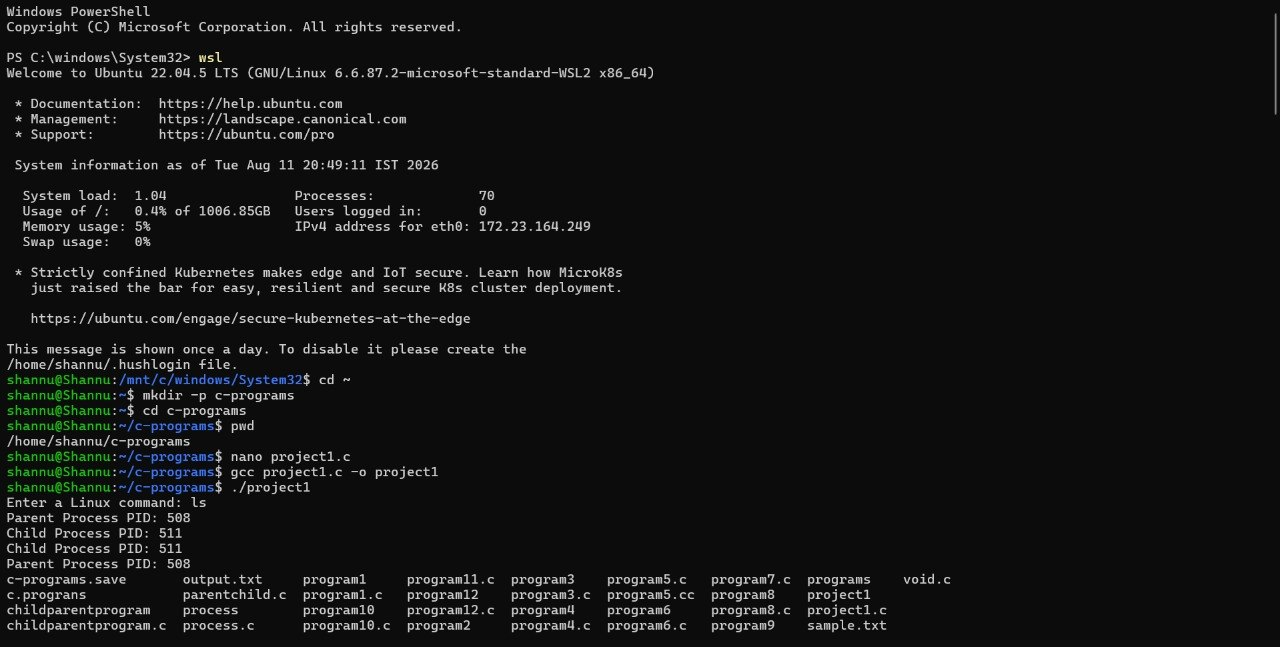 Windows PowerShell
Copyright (C) Microsoft Corporation. All rights reserved.
PS C:\windows\System32> wsl
Welcome to Ubuntu 22.04.5 LTS (GNU/Linux 6.6.87.2-microsoft-standard-WSL2 x86_64)
* Documentation:  https://help.ubuntu.com
* Management:     https://landscape.canonical.com
* Support:        https://ubuntu.com/pro
System information as of Tue Aug 11 20:49:11 IST 2026
System load:  1.04                Processes:             70
Usage of /:   0.4% of 1006.85GB   Users logged in:       0
Memory usage: 5%                  IPv4 address for eth0: 172.23.164.249
Swap usage:   0%
* Strictly confined Kubernetes makes edge and IoT secure. Learn how MicroK8s
just raised the bar for easy, resilient and secure K8s cluster deployment.
https://ubuntu.com/engage/secure-kubernetes-at-the-edge
This message is shown once a day. To disable it please create the
/home/shannu/.hushlogin file.
shannu@Shannu:/mnt/c/windows/System32$ cd ~
shannu@Shannu:~$ mkdir -p c-programs
shannu@Shannu:~$ cd c-programs
shannu@Shannu:~/c-programs$ pwd
/home/shannu/c-programs
shannu@Shannu:~/c-programs$ nano project1.c
shannu@Shannu:~/c-programs$ gcc project1.c -o project1
shannu@Shannu:~/c-programs$ ./project1
Enter a Linux command: ls
Parent Process PID: 508
Child Process PID: 511
Child Process PID: 511
Parent Process PID: 508
c-programs.save       output.txt     program1     program11.c  program3    program5.c   program7.c  programs    void.c
c.prograns            parentchild.c  program1.c   program12    program3.c  program5.cc  program8    project1
childparentprogram    process        program10    program12.c  program4    program6     program8.c  project1.c
childparentprogram.c  process.c      program10.c  program2     program4.c  program6.c   program9    sample.txt